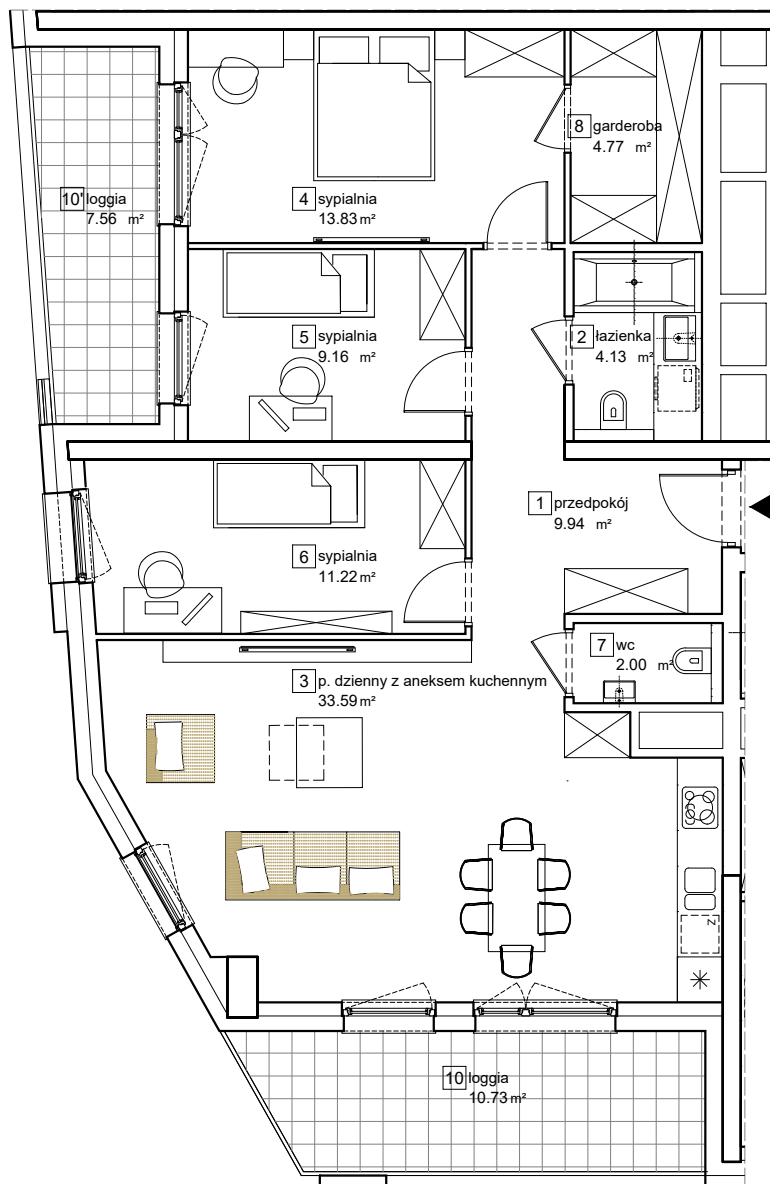 8 garderoba
4.77 m²
10' loggia
7.56 m²
4 sypialnia
13.83 m²
5 sypialnia
9.16 m²
2 łazienka
4.13 m²
1 przedpokój
9.94 m²
6 sypialnia
11.22 m²
7 wc
2.00 m²
3 p. dzienny z aneksem kuchennym
33.59 m²
Z
10 loggia
10.73 m²